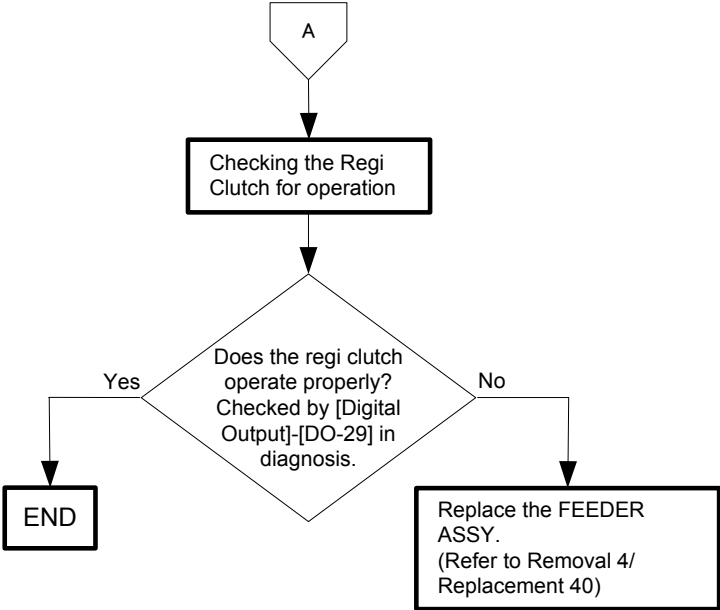 A
Checking the Regi
Clutch for operation
Does the regi clutch
operate properly?
Checked by [Digital
Output]-[DO-29] in
diagnosis.
Yes
No
END
Replace the FEEDER
ASSY.
(Refer to Removal 4/
Replacement 40)